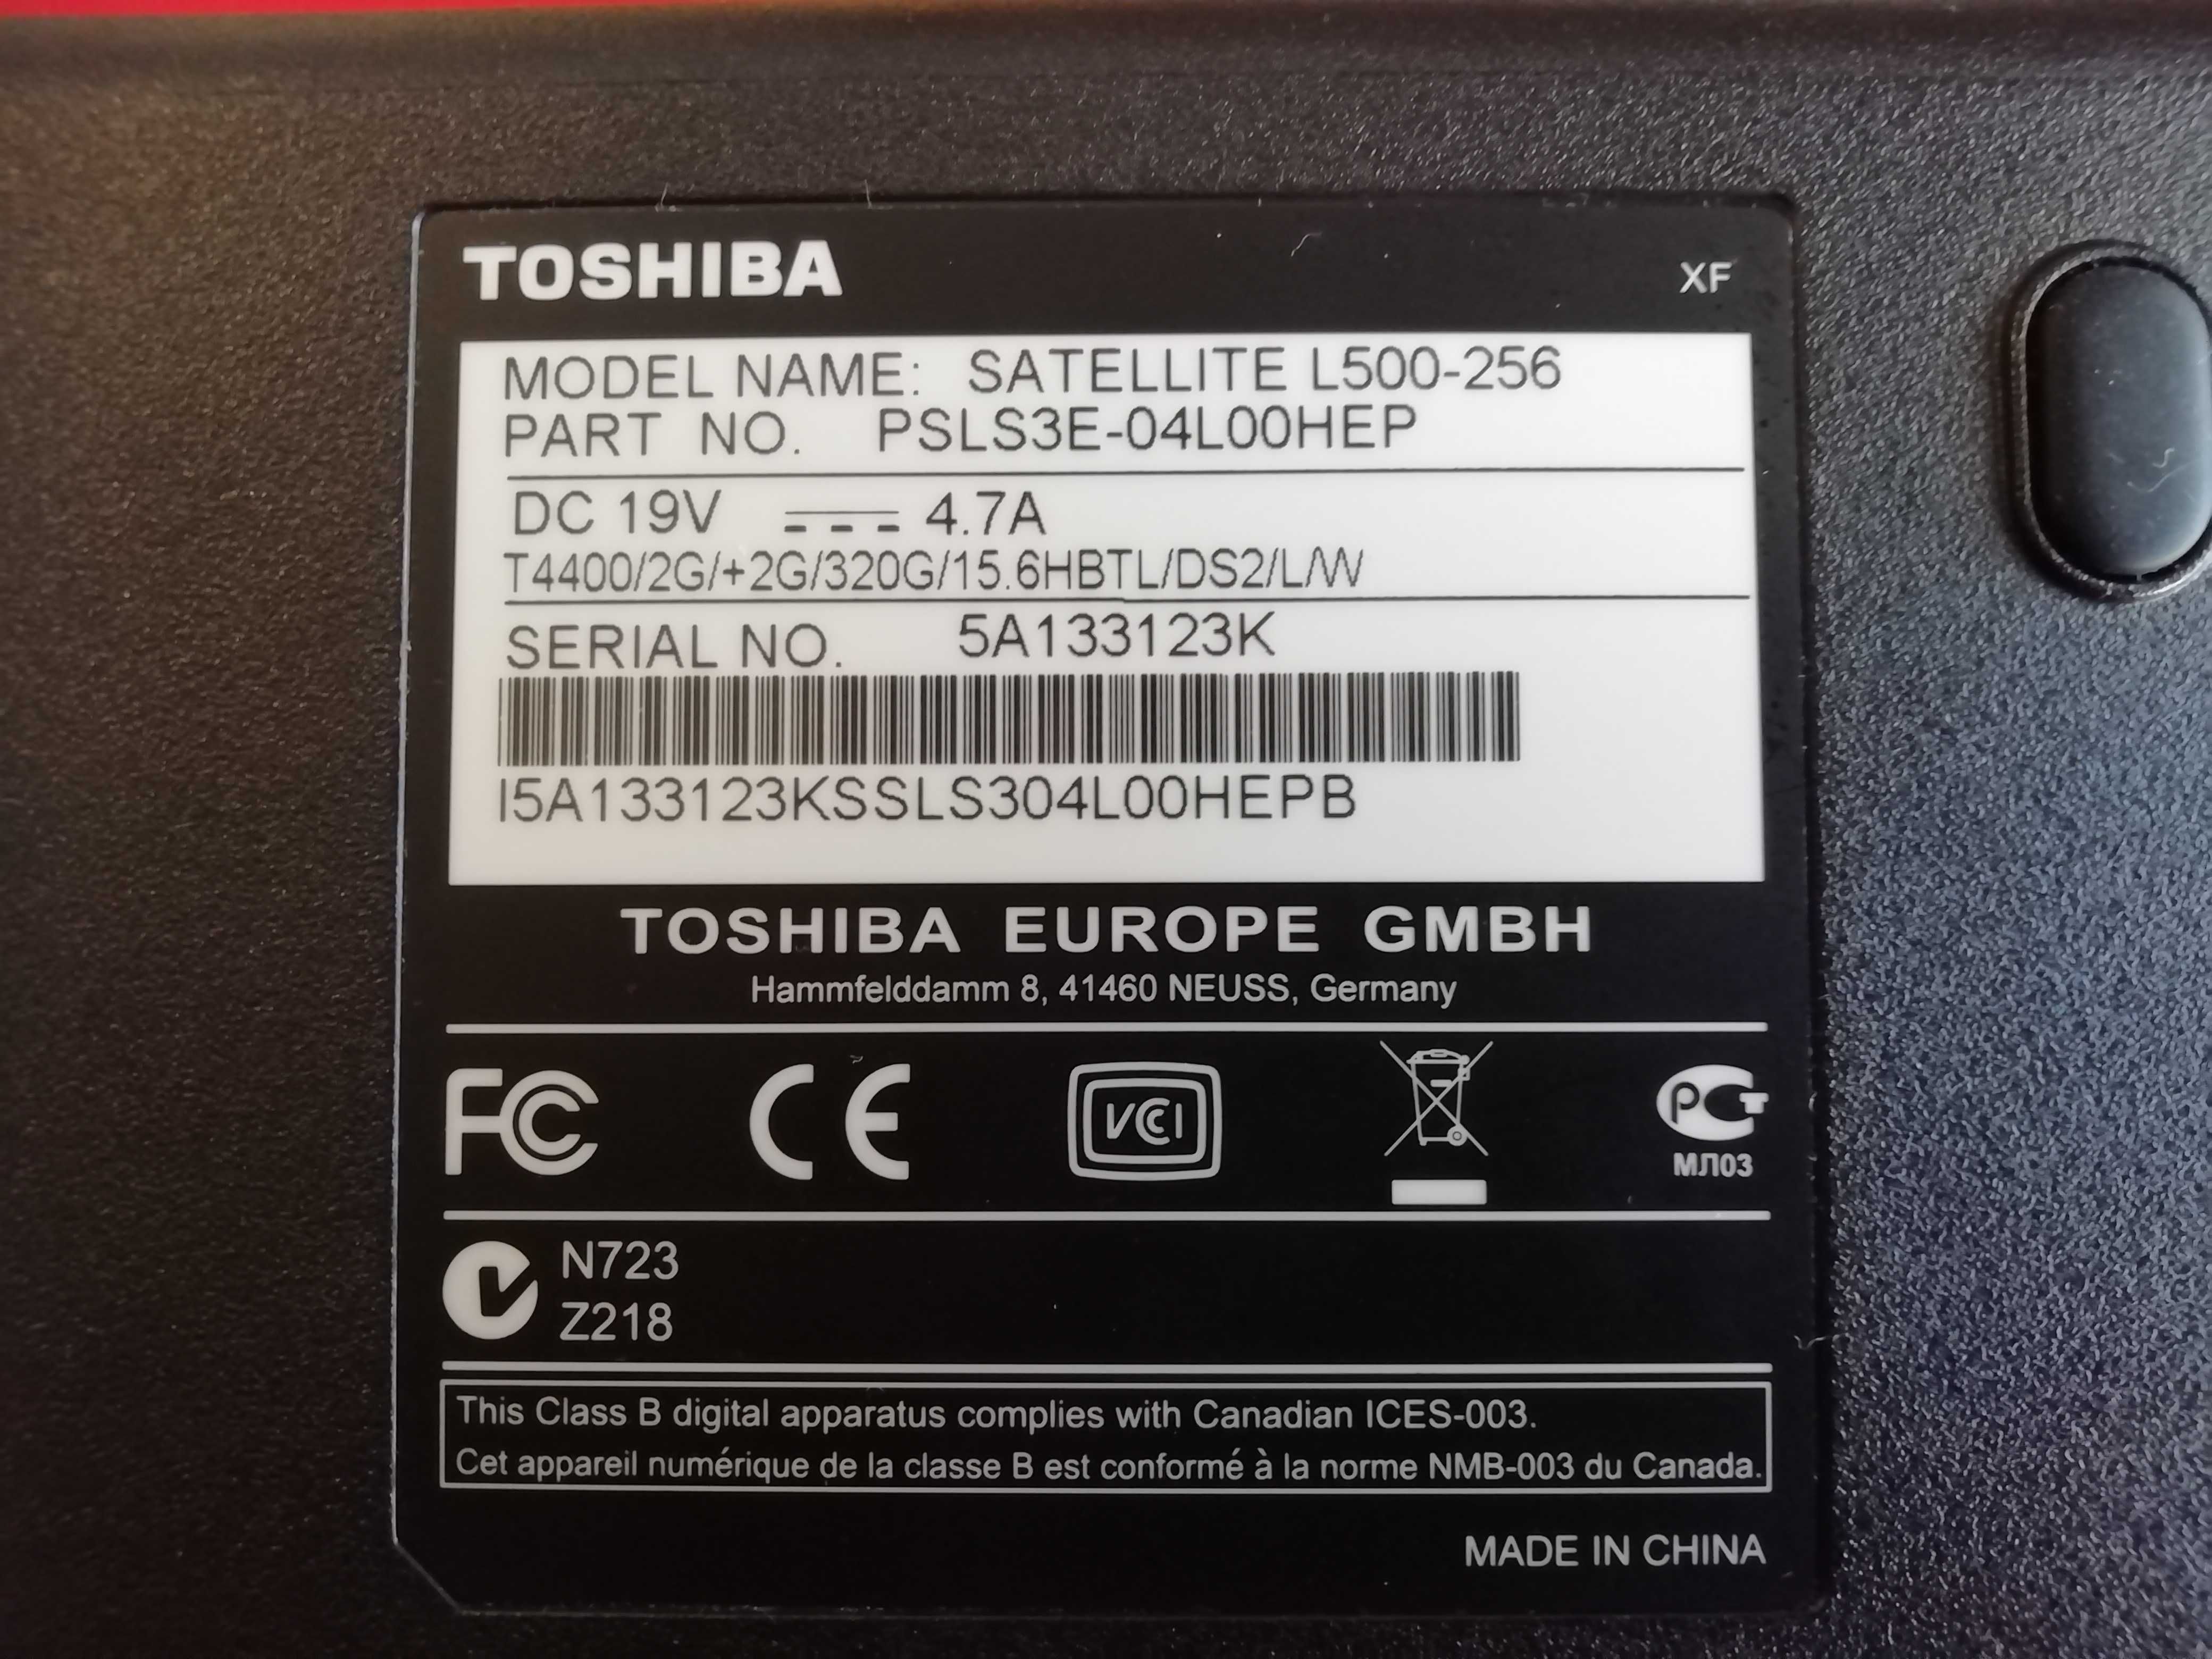 TOSHIBA XF
MODEL NAME: SATELLITE L500-256
PART NO. PSLS3E-04L00HEP
DC 19V 4.7A
T4400/2G/+2G/320G/15.6HBTL/DS2/L/W
SERIAL NO. 5A133123K
I5A133123KSSLS304L00HEPB
TOSHIBA EUROPE GMBH
Hammfelddamm 8, 41460 NEUSS, Germany
FC CE VCCI PCT
МЛ03
N723
Z218
This Class B digital apparatus complies with Canadian ICES-003.
Cet appareil numérique de la classe B est conformé à la norme NMB-003 du Canada.
MADE IN CHINA